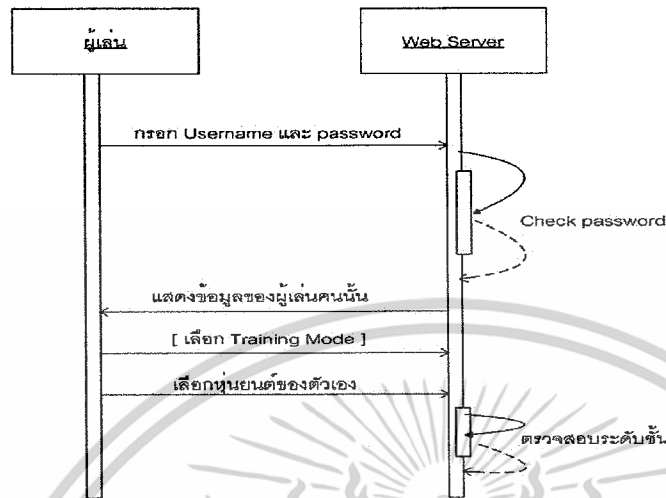 ผู้เล่น
Web Server
กรอก Username และ password
Check password
แสดงข้อมูลของผู้เล่นคนนั้น
[ เลือก Training Mode ]
เลือกหุ่นยนต์ของตัวเอง
ตรวจสอบระดับชั้น